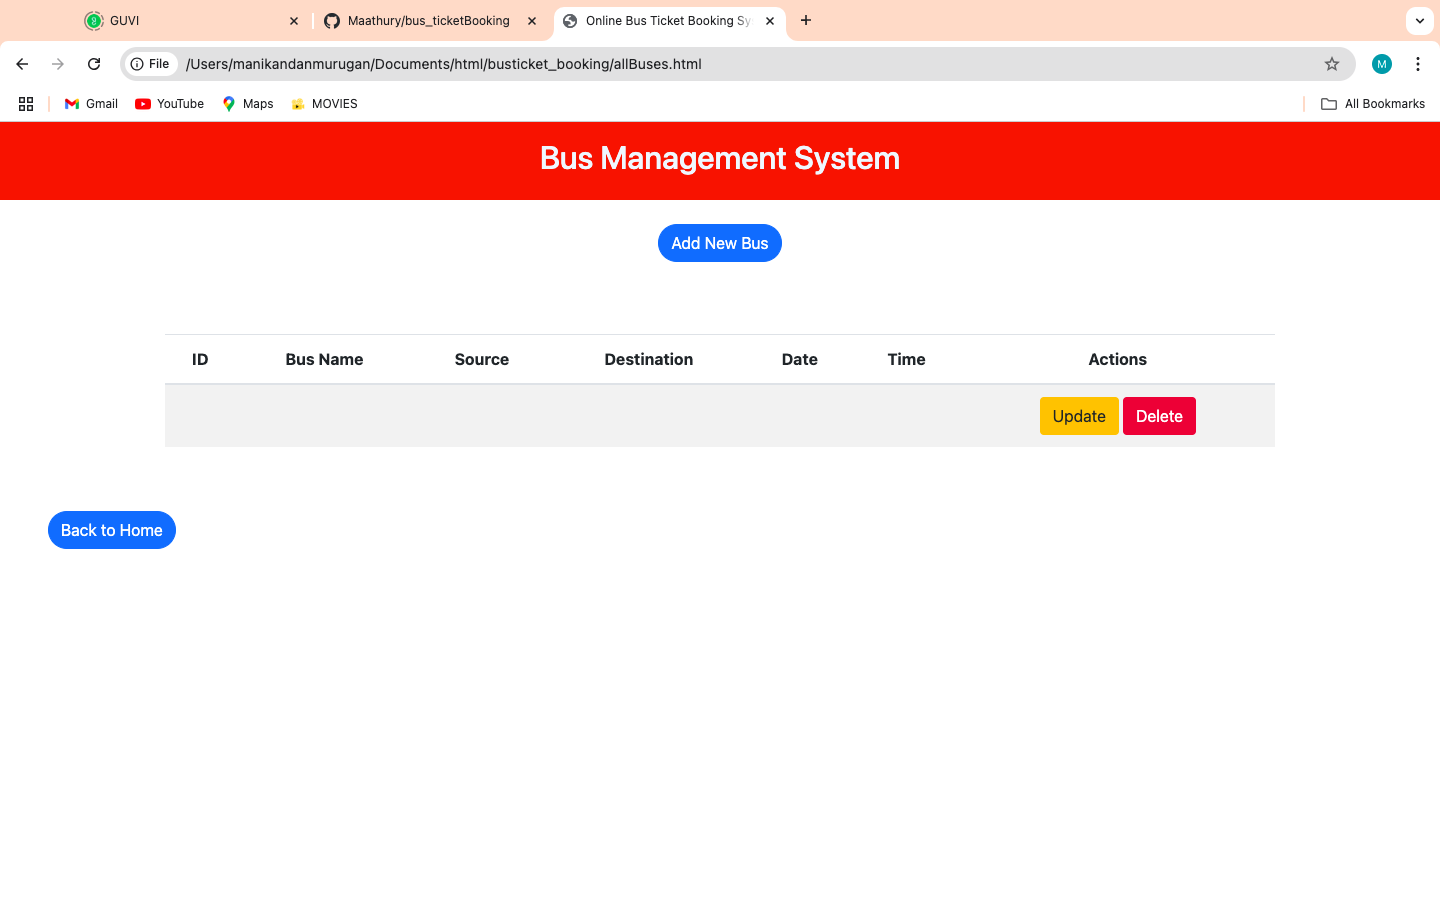 GUVI
Maathury/bus_ticketBooking
Online Bus Ticket Booking Sy
File
/Users/manikandanmurugan/Documents/html/busticket_booking/allBuses.html
M
Gmail
YouTube
Maps
MOVIES
All Bookmarks
Bus Management System
Add New Bus
ID Bus Name Source Destination Date Time Actions
Update Delete
Back to Home